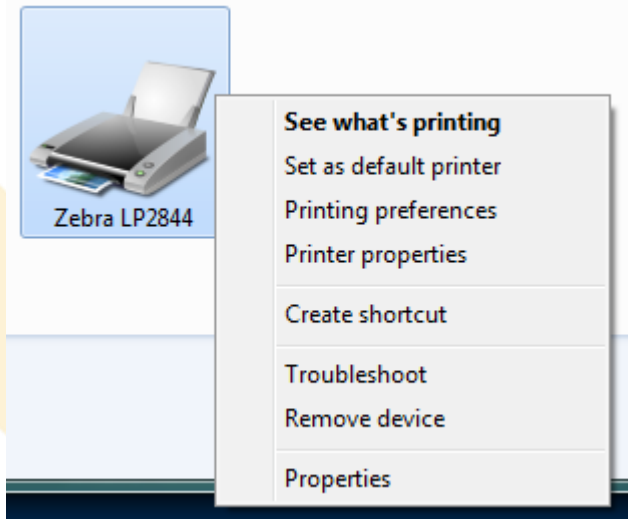 Zebra LP2844
See what's printing
Set as default printer
Printing preferences
Printer properties
Create shortcut
Troubleshoot
Remove device
Properties